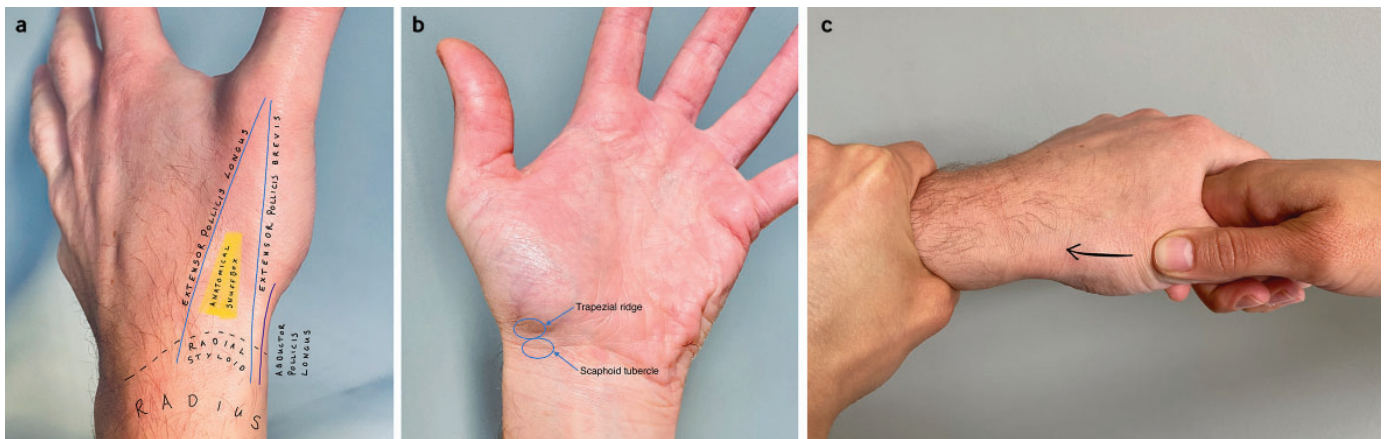 a
EXTENSOR POLLICIS LONGUS
EXTENSOR POLLICIS BREVIS
ANATOMICAL
SNUFFBOX
RADIAL
STYLOID
ABDUCTOR
POLLICIS
LONGUS
RADIUS
b
Trapezial ridge
Scaphoid tubercle
c